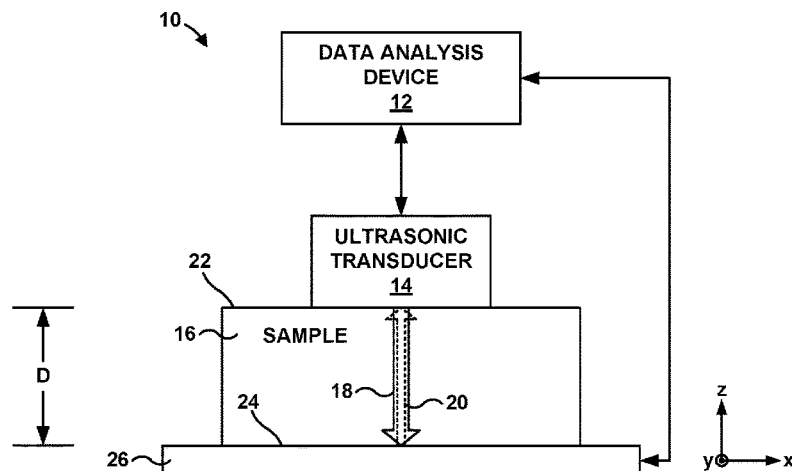 10
DATA ANALYSIS
DEVICE
12
ULTRASONIC
TRANSDUCER
14
22
16
SAMPLE
D
18
20
24
26
z
y
x